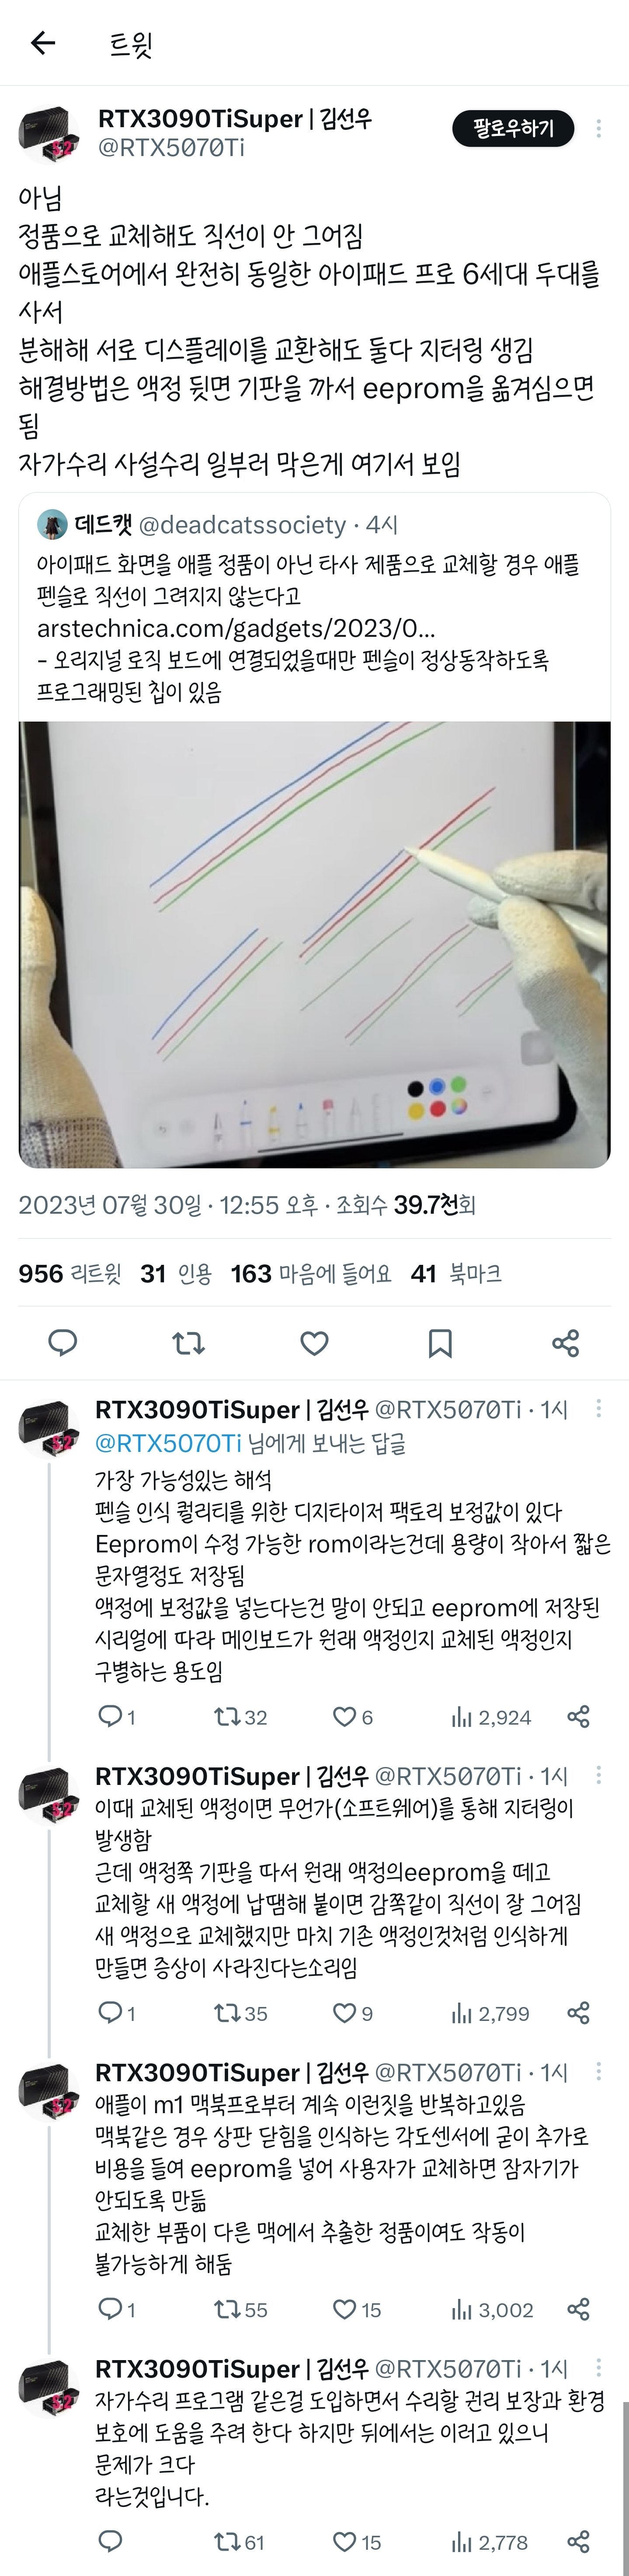 트윗
RTX3090TiSuper | 김선우
@RTX5070Ti
팔로우하기
아님
정품으로 교체해도 직선이 안 그어짐
애플스토어에서 완전히 동일한 아이패드 프로 6세대 두대를
사서
분해해 서로 디스플레이를 교환해도 둘다 지터링 생김
해결방법은 액정 뒷면 기판을 까서 eeprom을 옮겨심으면
됨
자가수리 사설수리 일부러 막은게 여기서 보임
데드캣 @deadcatssociety · 4시
아이패드 화면을 애플 정품이 아닌 타사 제품으로 교체할 경우 애플
펜슬로 직선이 그려지지 않는다고
arstechnica.com/gadgets/2023/0...
- 오리지널 로직 보드에 연결되었을때만 펜슬이 정상동작하도록
프로그래밍된 칩이 있음
2023년 07월 30일 · 12:55 오후 · 조회수 39.7천회
956 리트윗 31 인용 163 마음에 들어요 41 북마크
RTX3090TiSuper | 김선우 @RTX5070Ti · 1시
@RTX5070Ti 님에게 보내는 답글
가장 가능성있는 해석
펜슬 인식 퀄리티를 위한 디지타이저 팩토리 보정값이 있다
Eeprom이 수정 가능한 rom이라는건데 용량이 작아서 짧은
문자열정도 저장됨
액정에 보정값을 넣는다는건 말이 안되고 eeprom에 저장된
시리얼에 따라 메인보드가 원래 액정인지 교체된 액정인지
구별하는 용도임
1 32 6 2,924
RTX3090TiSuper | 김선우 @RTX5070Ti · 1시
이때 교체된 액정이면 무언가(소프트웨어)를 통해 지터링이
발생함
근데 액정쪽 기판을 따서 원래 액정의eeprom을 떼고
교체할 새 액정에 납땜해 붙이면 감쪽같이 직선이 잘 그어짐
새 액정으로 교체했지만 마치 기존 액정인것처럼 인식하게
만들면 증상이 사라진다는소리임
1 35 9 2,799
RTX3090TiSuper | 김선우 @RTX5070Ti · 1시
애플이 m1 맥북프로부터 계속 이런짓을 반복하고있음
맥북같은 경우 상판 닫힘을 인식하는 각도센서에 굳이 추가로
비용을 들여 eeprom을 넣어 사용자가 교체하면 잠자기가
안되도록 만듦
교체한 부품이 다른 맥에서 추출한 정품이여도 작동이
불가능하게 해둠
1 55 15 3,002
RTX3090TiSuper | 김선우 @RTX5070Ti · 1시
자가수리 프로그램 같은걸 도입하면서 수리할 권리 보장과 환경
보호에 도움을 주려 한다 하지만 뒤에서는 이러고 있으니
문제가 크다
라는것입니다.
61 15 2,778